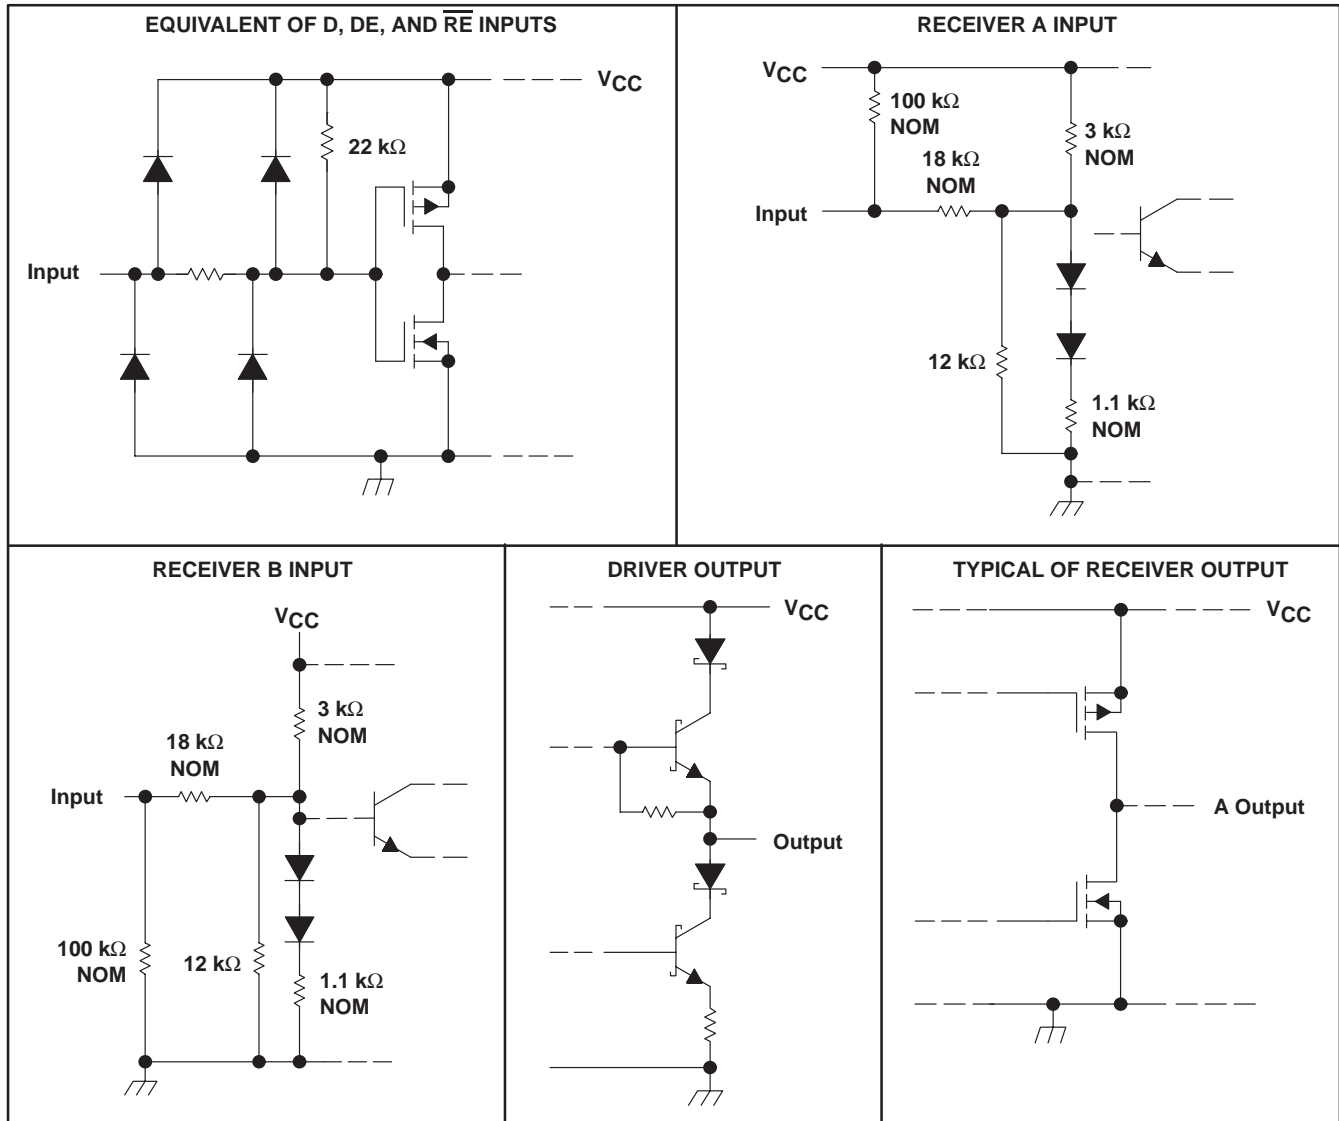 EQUIVALENT OF D, DE, AND R̅E̅ INPUTS
VCC
22 kΩ
Input
RECEIVER A INPUT
VCC
100 kΩ
NOM
3 kΩ
NOM
18 kΩ
NOM
Input
12 kΩ
1.1 kΩ
NOM
RECEIVER B INPUT
VCC
3 kΩ
NOM
18 kΩ
NOM
Input
100 kΩ
NOM
12 kΩ
1.1 kΩ
NOM
DRIVER OUTPUT
VCC
Output
TYPICAL OF RECEIVER OUTPUT
VCC
A Output